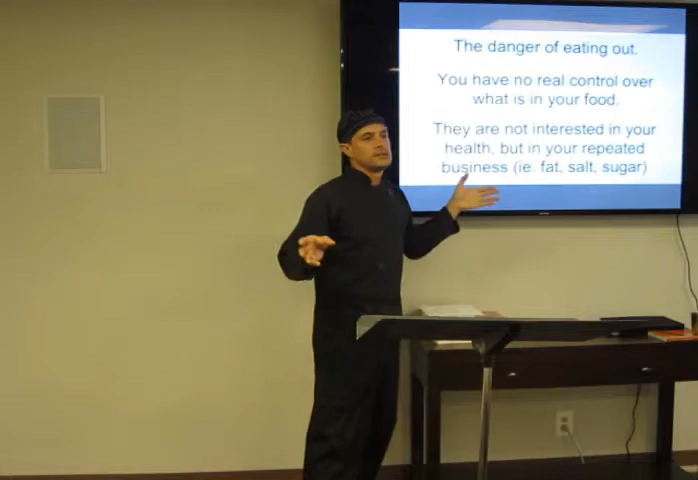 The danger of eating out.
You have no real control over
what is in your food.
They are not interested in your
health, but in your repeated
business (ie. fat, salt, sugar)